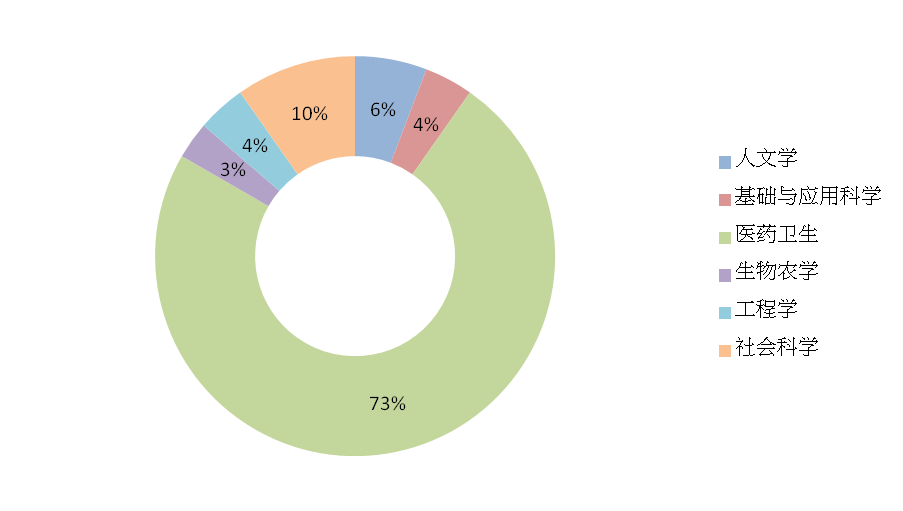 6%
4%
73%
3%
4%
10%
人文学
基础与应用科学
医药卫生
生物农学
工程学
社会科学